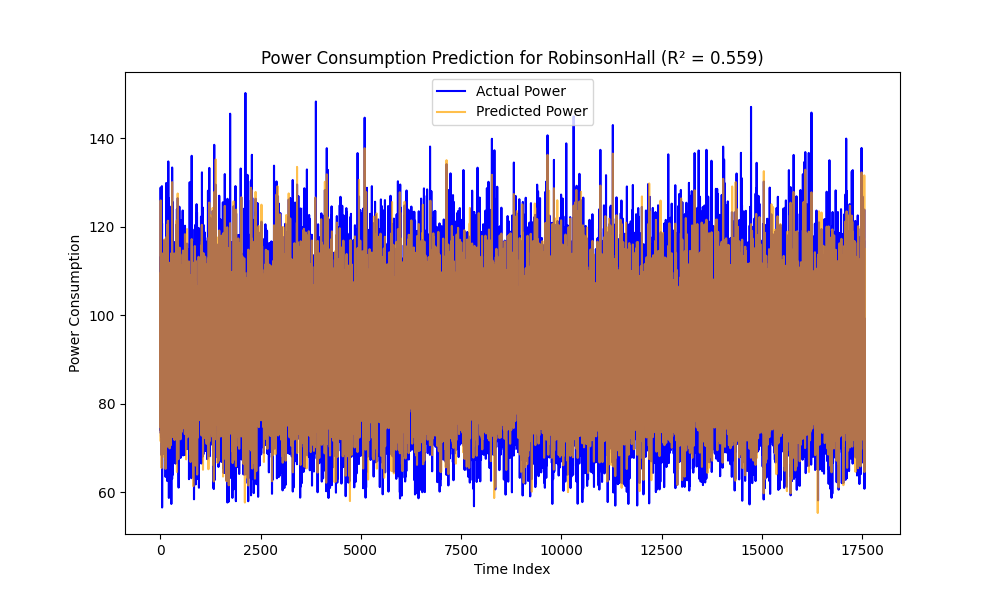 Power Consumption Prediction for RobinsonHall (R² = 0.559)
Actual Power
Predicted Power
140
120
100
80
60
Power Consumption
0 2500 5000 7500 10000 12500 15000 17500
Time Index